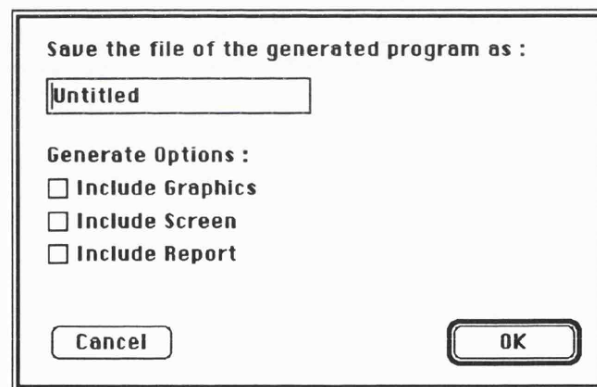 Save the file of the generated program as :
Untitled
Generate Options :
Include Graphics
Include Screen
Include Report
Cancel
OK